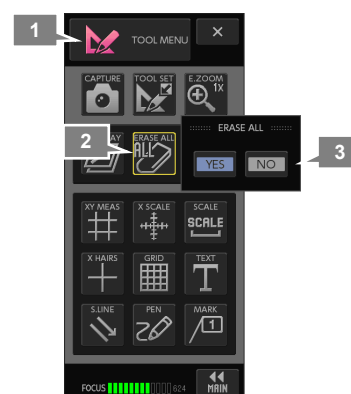 1
TOOL MENU
×
CAPTURE
TOOL SET
E.ZOOM
1X
2
AY
ERASE ALL
ALL
ERASE ALL
YES
NO
3
XY MEAS
X SCALE
SCALE
SCALE
X HAIRS
GRID
TEXT
T
S.LINE
PEN
MARK
1
FOCUS
624
MAIN